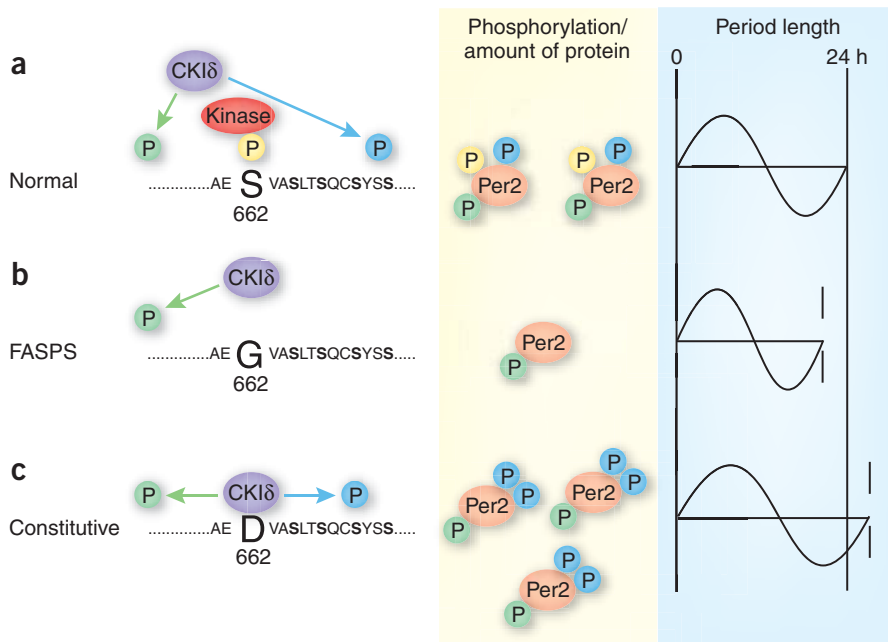 Phosphorylation/
amount of protein
Period length
0
24 h
a
CKIδ
Kinase
P
P
P
Normal
..............AE S VASLTSQCSYSS.....
662
P
P
Per2
P
P
P
Per2
P
b
CKIδ
P
FASPS
..............AE G VASLTSQCSYSS.....
662
Per2
P
c
P
CKIδ
P
Constitutive
..............AE D VASLTSQCSYSS.....
662
P
P
Per2
P
P
P
Per2
P
P
P
Per2
P